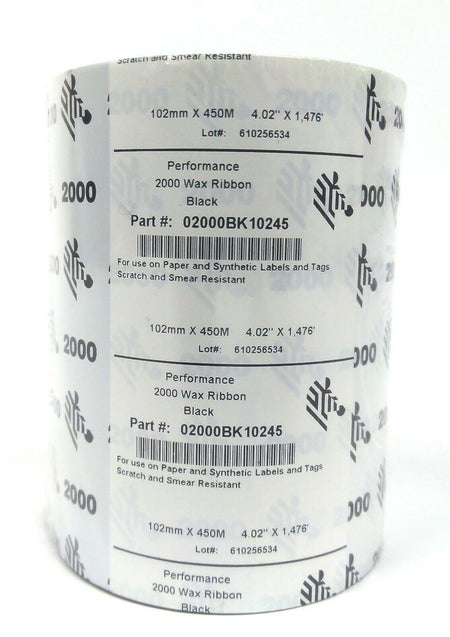 Scratch and Smear Resistant
102mm X 450M 4.02" X 1,476'
Lot#: 610256534
Performance
2000 Wax Ribbon
Black
Part #: 02000BK10245
For use on Paper and Synthetic Labels and Tags
Scratch and Smear Resistant
102mm X 450M 4.02" X 1,476'
Lot#: 610256534
Performance
2000 Wax Ribbon
Black
Part #: 02000BK10245
For use on Paper and Synthetic Labels and Tags
Scratch and Smear Resistant
102mm X 450M 4.02" X 1,476'
Lot#: 610256534
Performance
2000 Wax Ribbon
Black
2000
2000
2000
2000